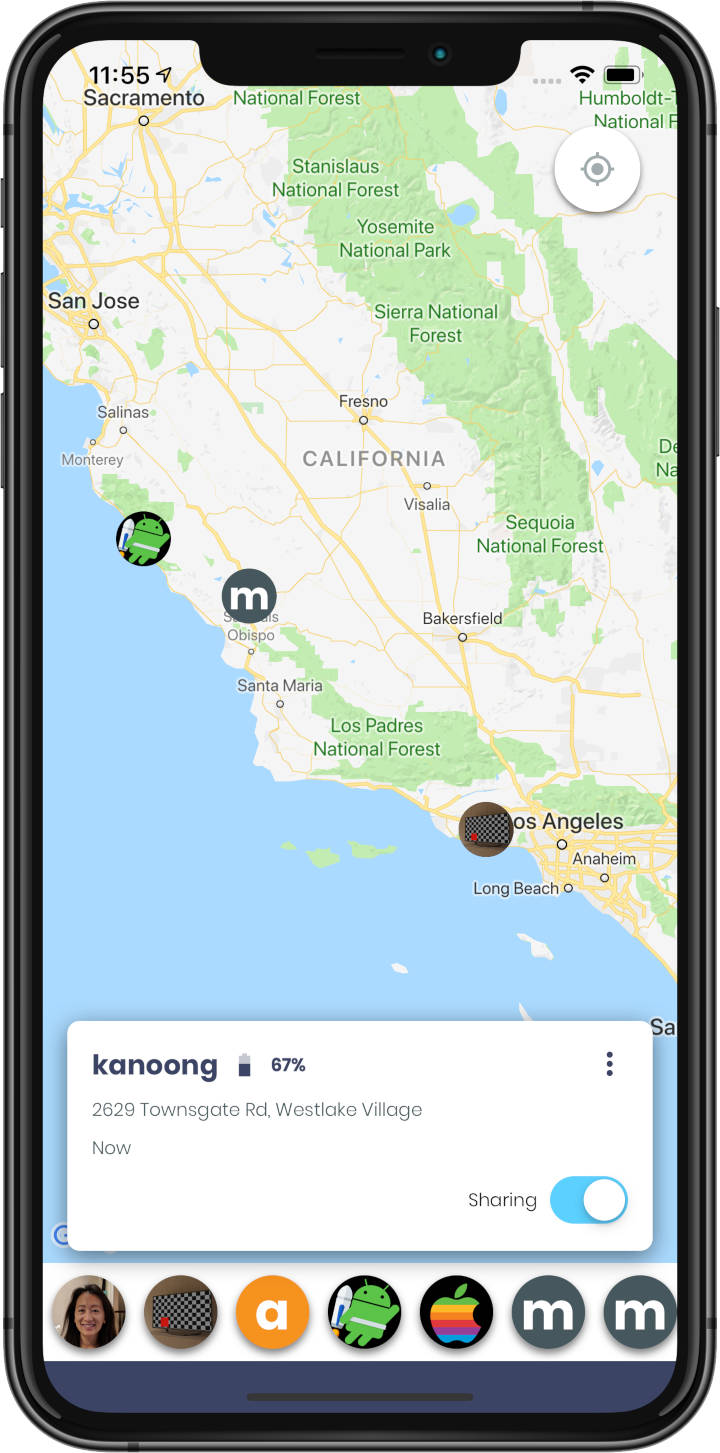 11:55
Sacramento
National Forest
Humboldt-T
National F
Stanislaus
National Forest
Yosemite
National Park
San Jose
Sierra National
Forest
Fresno
Salinas
CALIFORNIA
Monterey
De
Na
Visalia
Sequoia
National Forest
m
Obispo
Bakersfield
Santa Maria
Los Padres
National Forest
os Angeles
Anaheim
Long Beach
Sa
kanoong 67%
2629 Townsgate Rd, Westlake Village
Now
Sharing
G
a m m